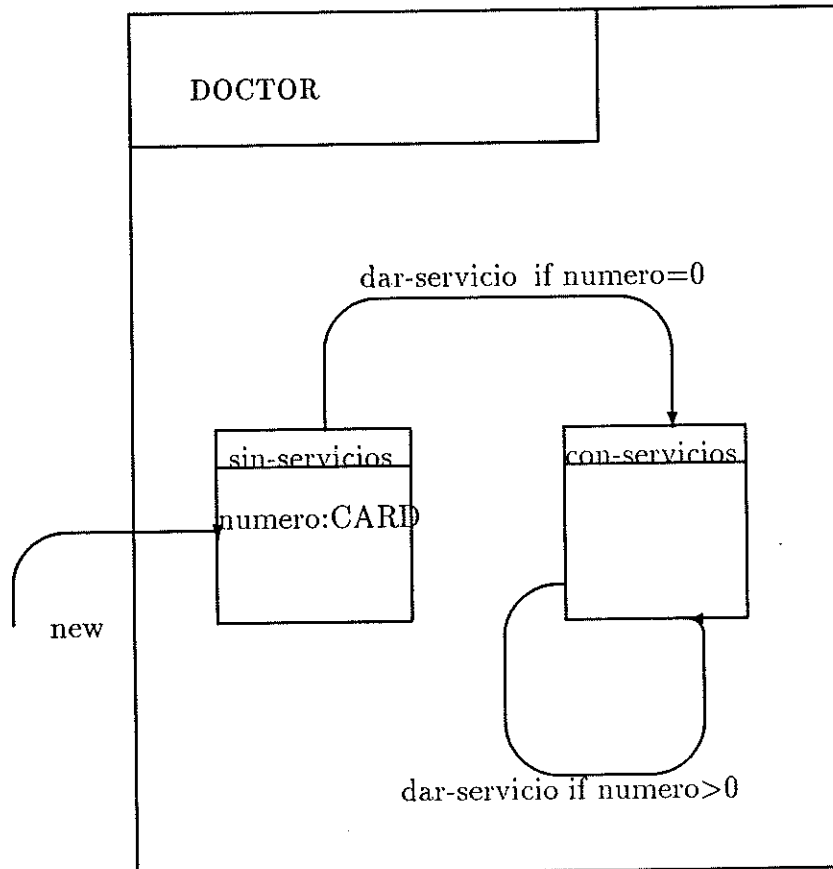 DOCTOR
dar-servicio if numero=0
sin-servicios
con-servicios
numero:CARD
new
dar-servicio if numero>0